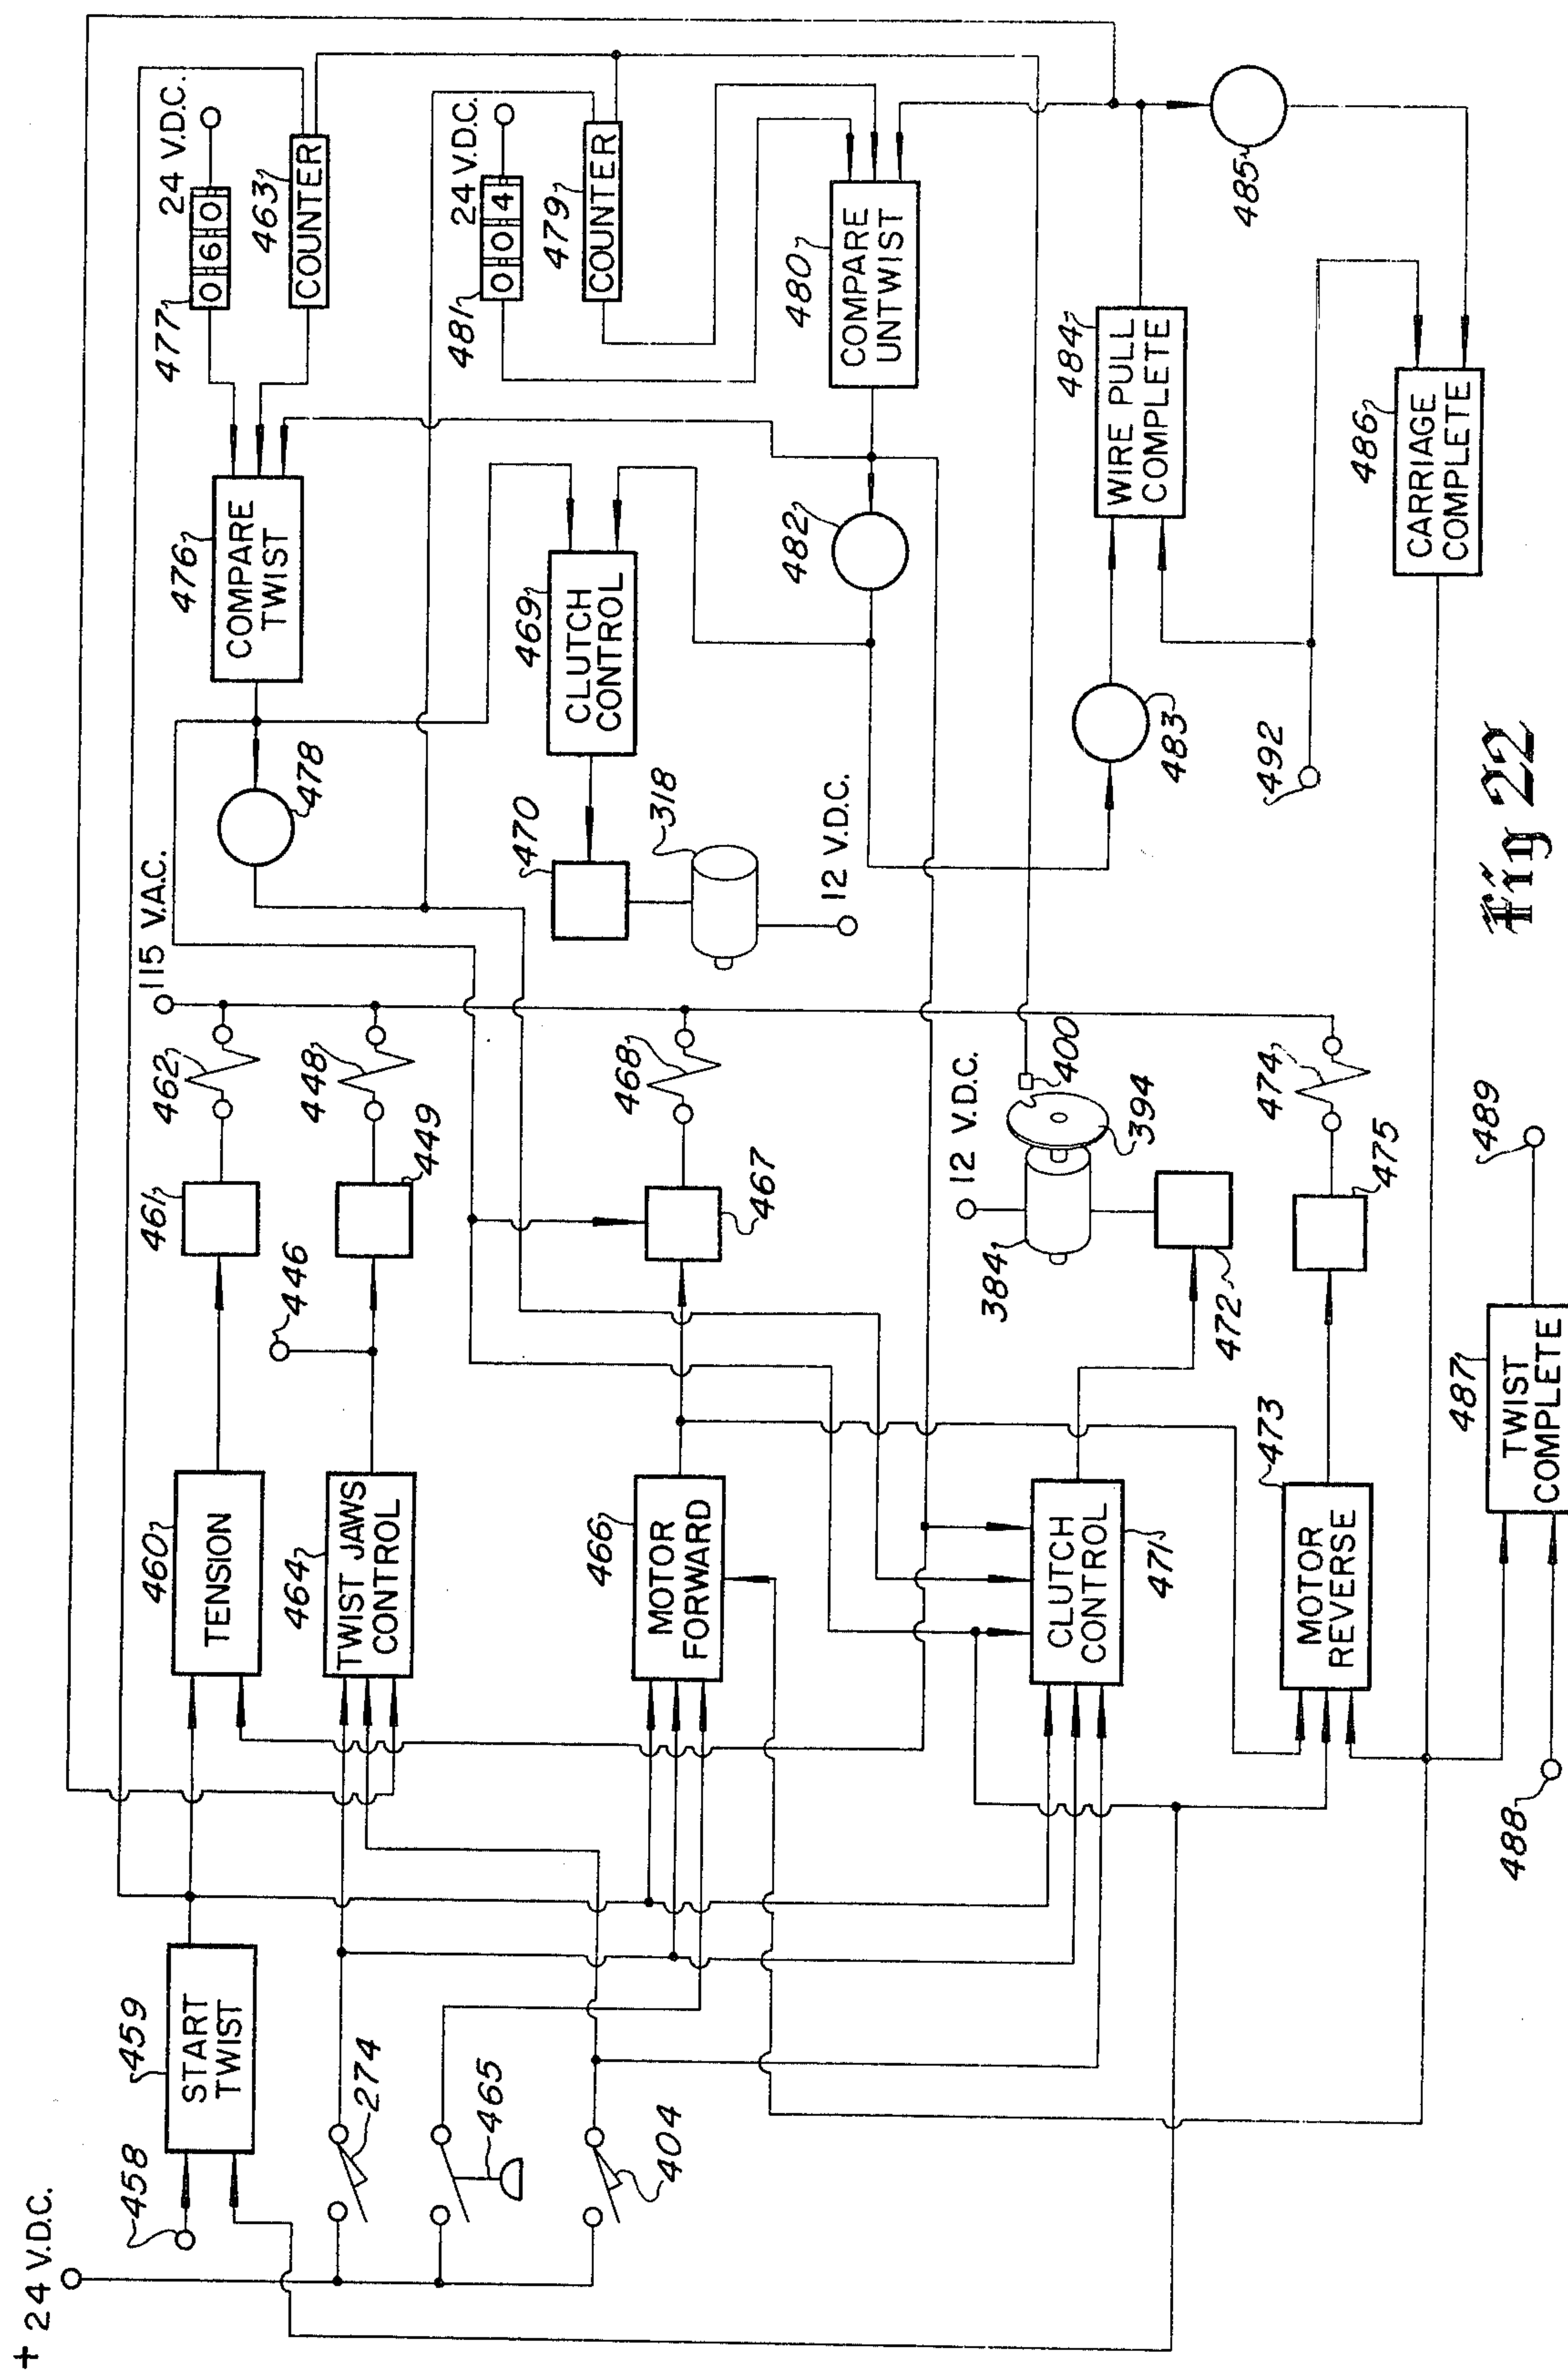 + 24 V.D.C.
458
459
START
TWIST
274
465
404
460
TENSION
464
TWIST JAWS
CONTROL
466
MOTOR
FORWARD
CLUTCH
CONTROL
471
473
MOTOR
REVERSE
461
462
115 V.A.C.
446
448
449
468
467
12 V.D.C.
400
394
384
472
474
475
487
TWIST
COMPLETE
488
489
476
COMPARE
TWIST
478
477
0 6 0
24 V.D.C.
463
COUNTER
469
CLUTCH
CONTROL
470
318
12 V.D.C.
481
0 0 4
24 V.D.C.
479
COUNTER
480
COMPARE
UNTWIST
482
483
484
WIRE PULL
COMPLETE
485
486
CARRIAGE
COMPLETE
492
Fig 22